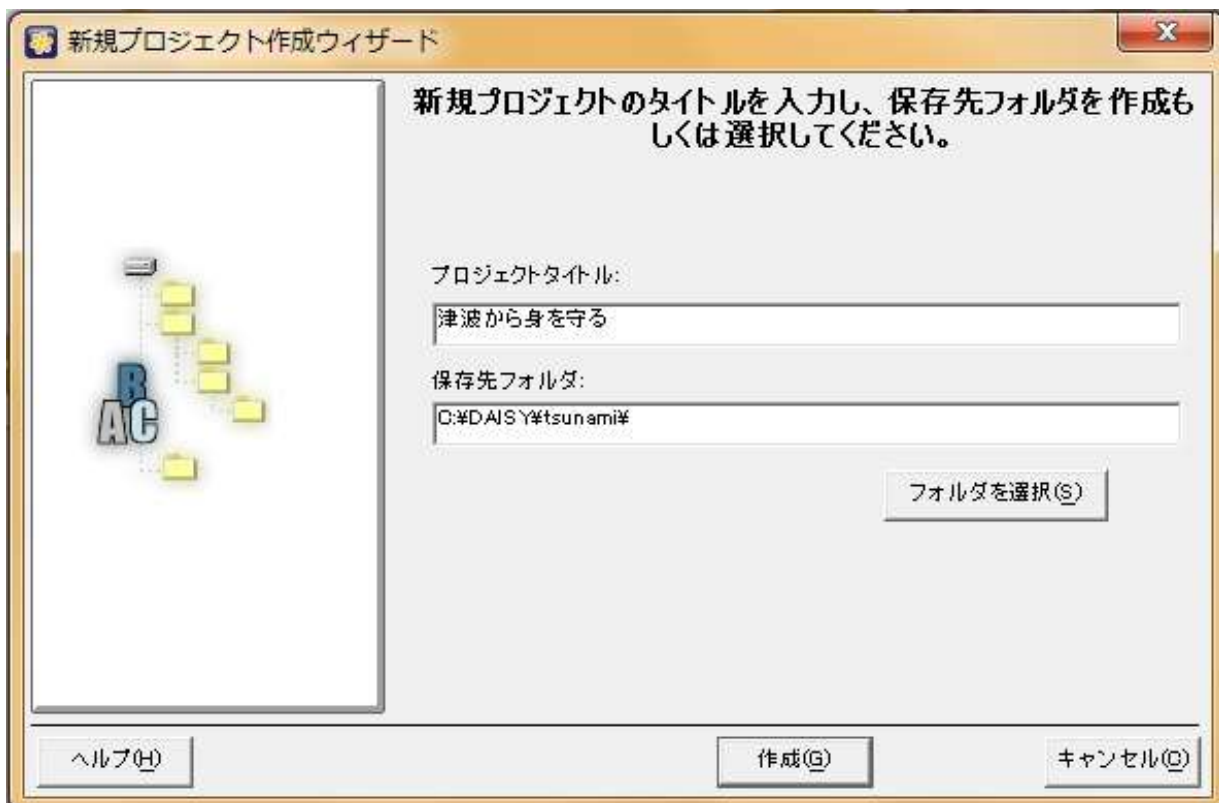 新規プロジェクト作成ウィザード
新規プロジェクトのタイトルを入力し、保存先フォルダを作成も
しくは選択してください。
プロジェクトタイトル:
津波から身を守る
保存先フォルダ:
C:¥DAISY¥tsunami¥
フォルダを選択(S)
B
AC
ヘルプ(H)
作成(G)
キャンセル(C)